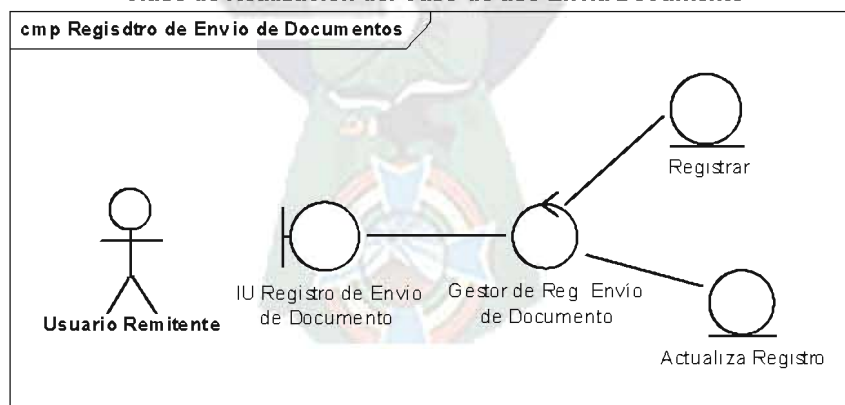 cmp Regisdtro de Envio de Documentos
Registrar
IU Registro de Envío
de Documento
Gestor de Reg Envío
de Documento
Usuario Remitente
Actualiza Registro